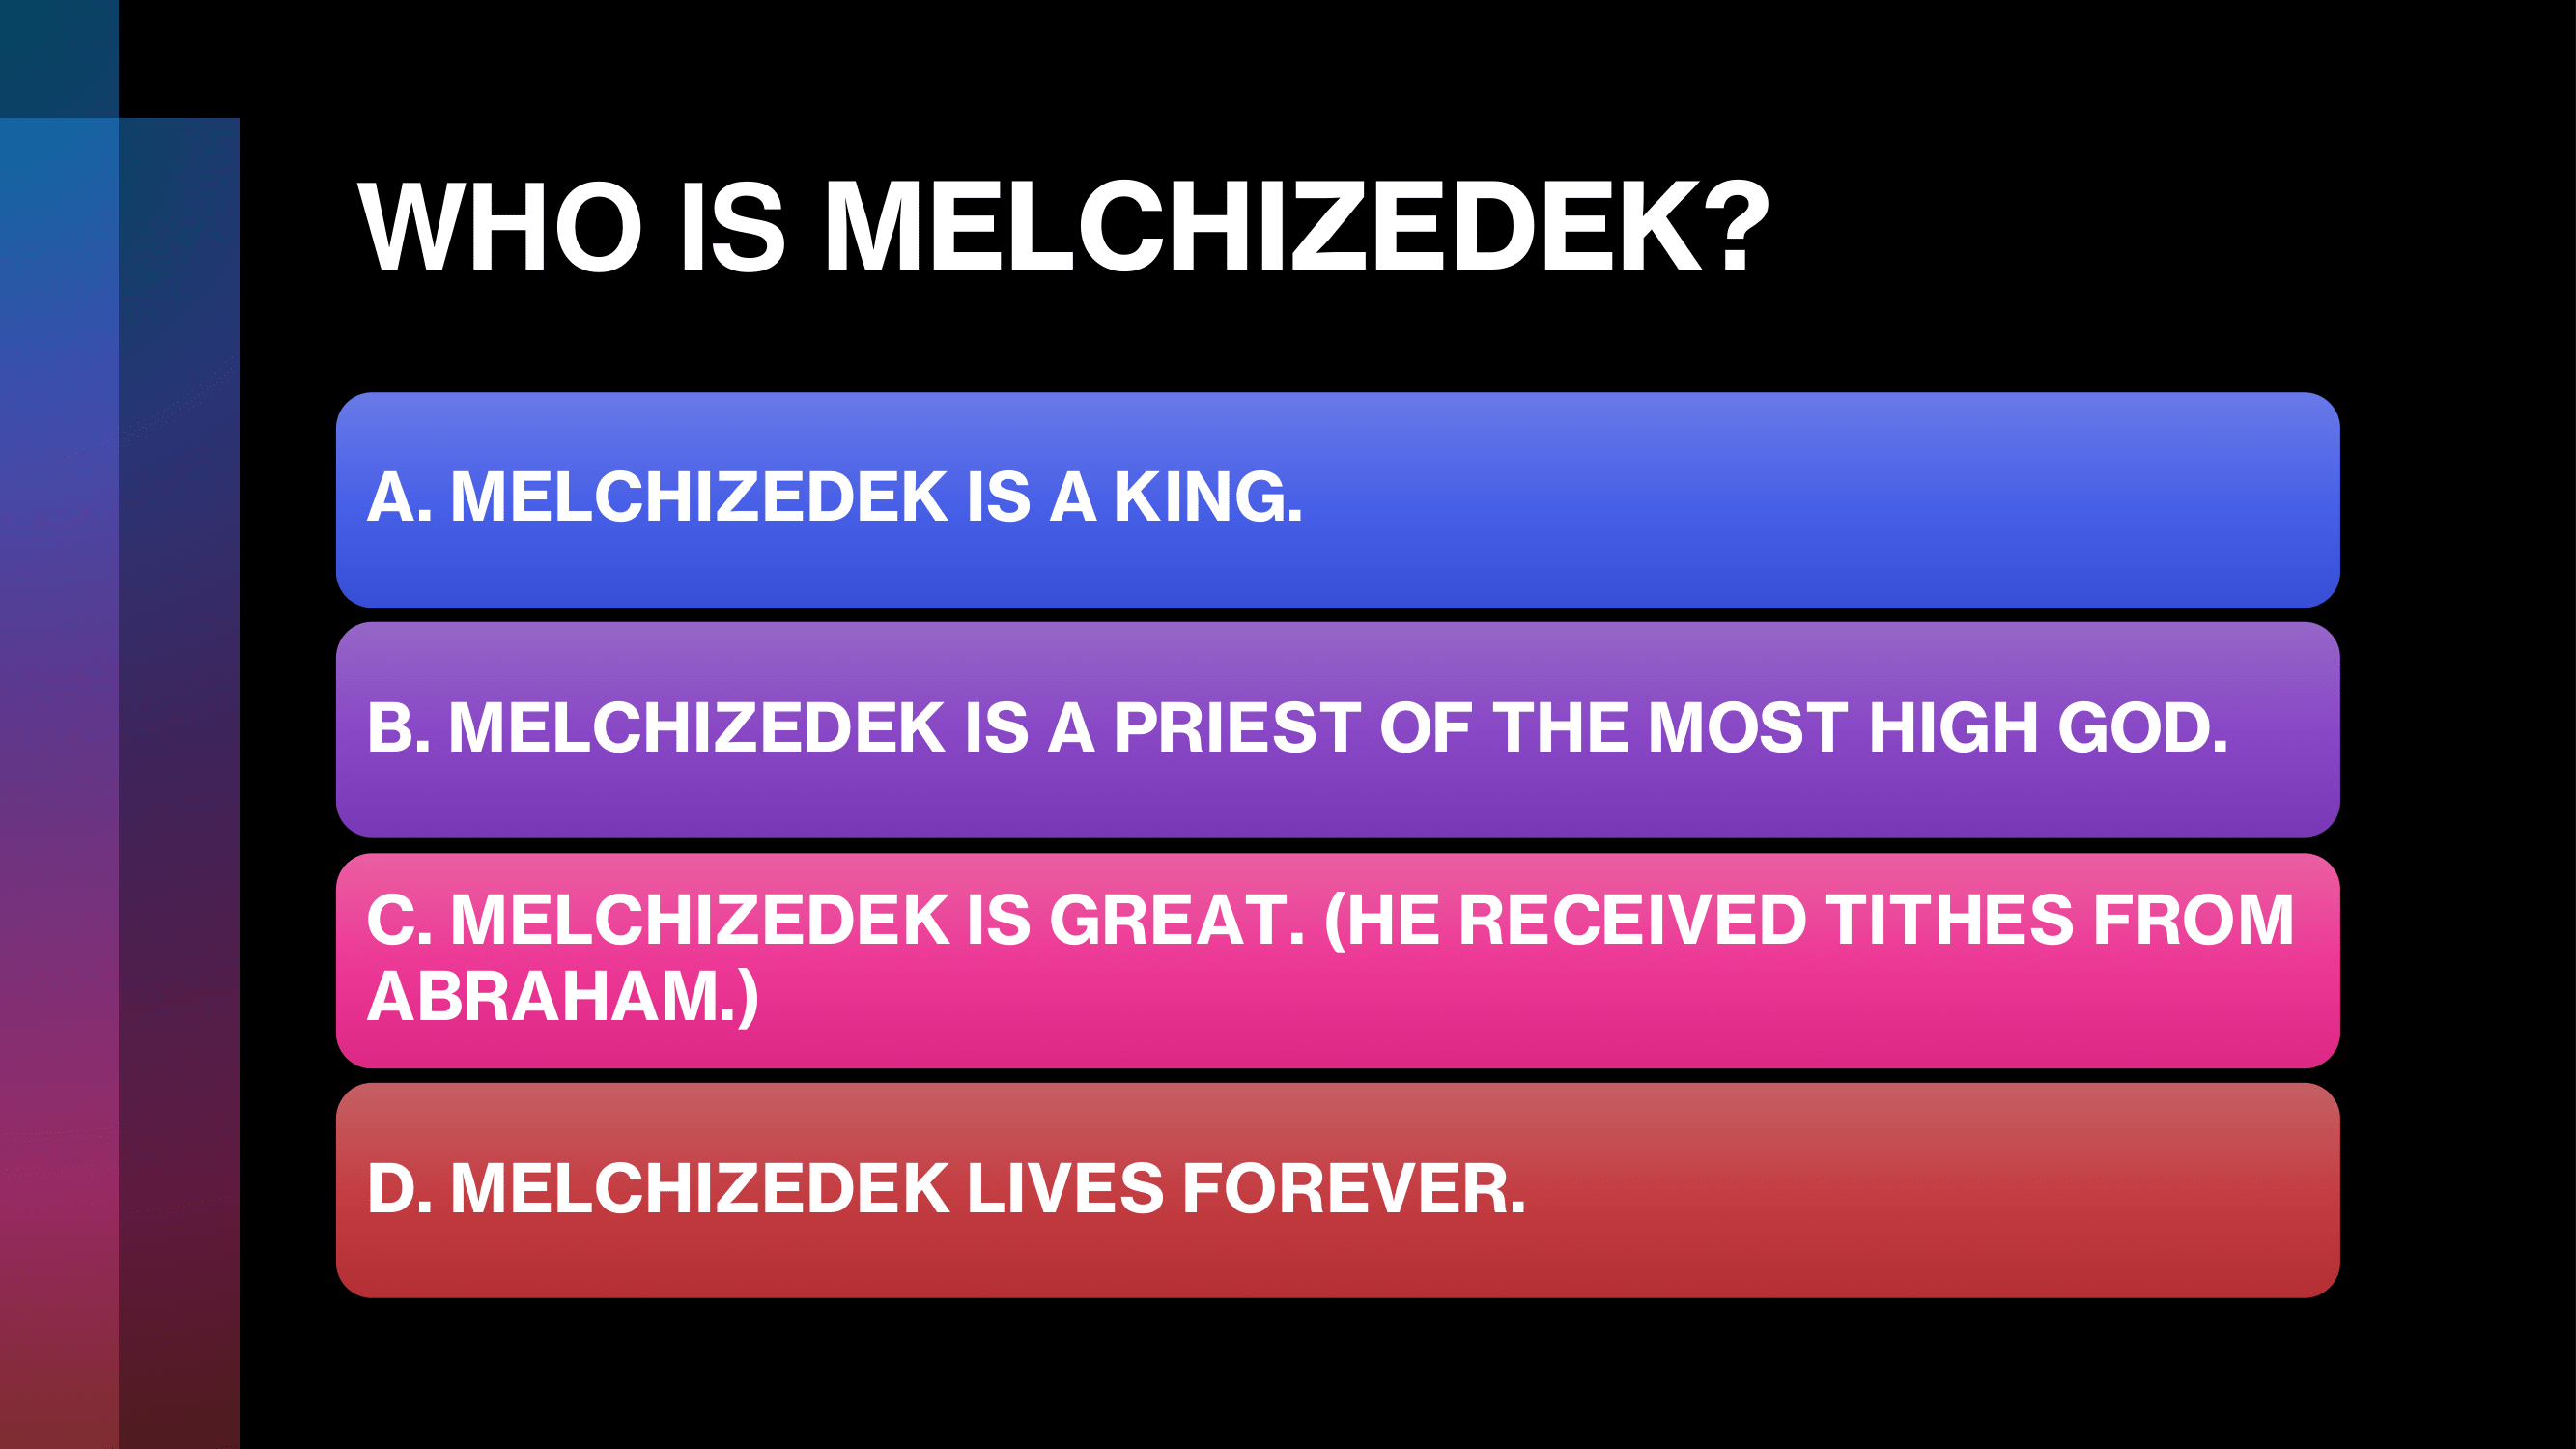 WHO IS MELCHIZEDEK?
A. MELCHIZEDEK IS A KING.
B. MELCHIZEDEK IS A PRIEST OF THE MOST HIGH GOD.
C. MELCHIZEDEK IS GREAT. (HE RECEIVED TITHES FROM
ABRAHAM.)
D. MELCHIZEDEK LIVES FOREVER.